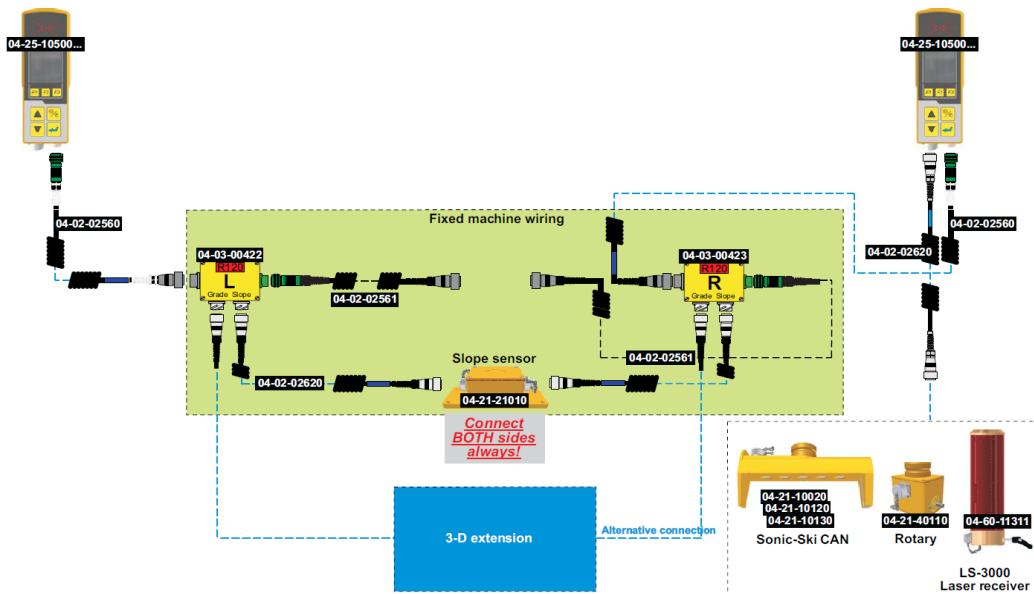 04-25-10500...
04-25-10500...
04-02-02560
04-02-02560
04-02-02620
Fixed machine wiring
04-03-00422
R120
L
Grade Slope
04-03-00423
R120
R
Grade Slope
04-02-02561
04-02-02561
Slope sensor
04-02-02620
04-21-21010
Connect
BOTH sides
always!
3-D extension
Alternative connection
04-21-10020
04-21-10120
04-21-10130
Sonic-Ski CAN
04-21-40110
Rotary
04-60-11311
LS-3000
Laser receiver